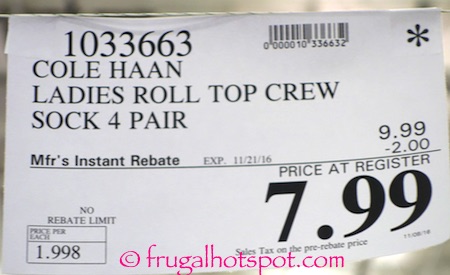 1033663
0000010336632
*
COLE HAAN
LADIES ROLL TOP CREW
SOCK 4 PAIR
9.99
-2.00
Mfr's Instant Rebate EXP. 11/21/16
PRICE AT REGISTER
7.99
NO
REBATE LIMIT
PRICE PER
EACH
1.998
Sales Tax on the pre-rebate price
11/08/16
© frugalhotspot.com